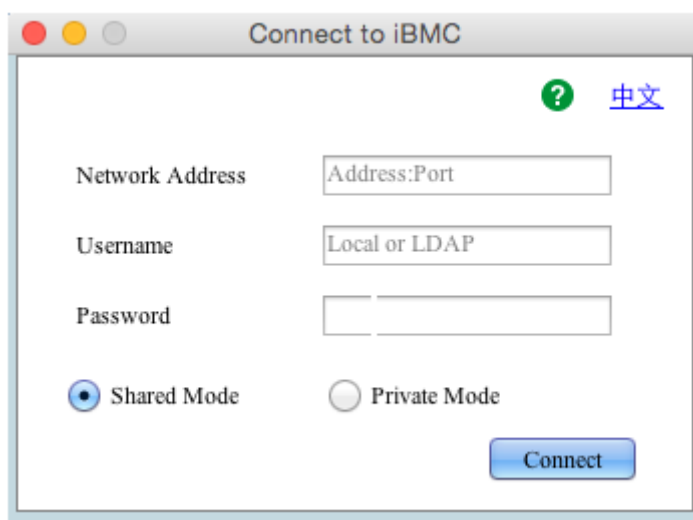 Connect to iBMC
? 中文
Network Address Address:Port
Username Local or LDAP
Password
Shared Mode Private Mode
Connect